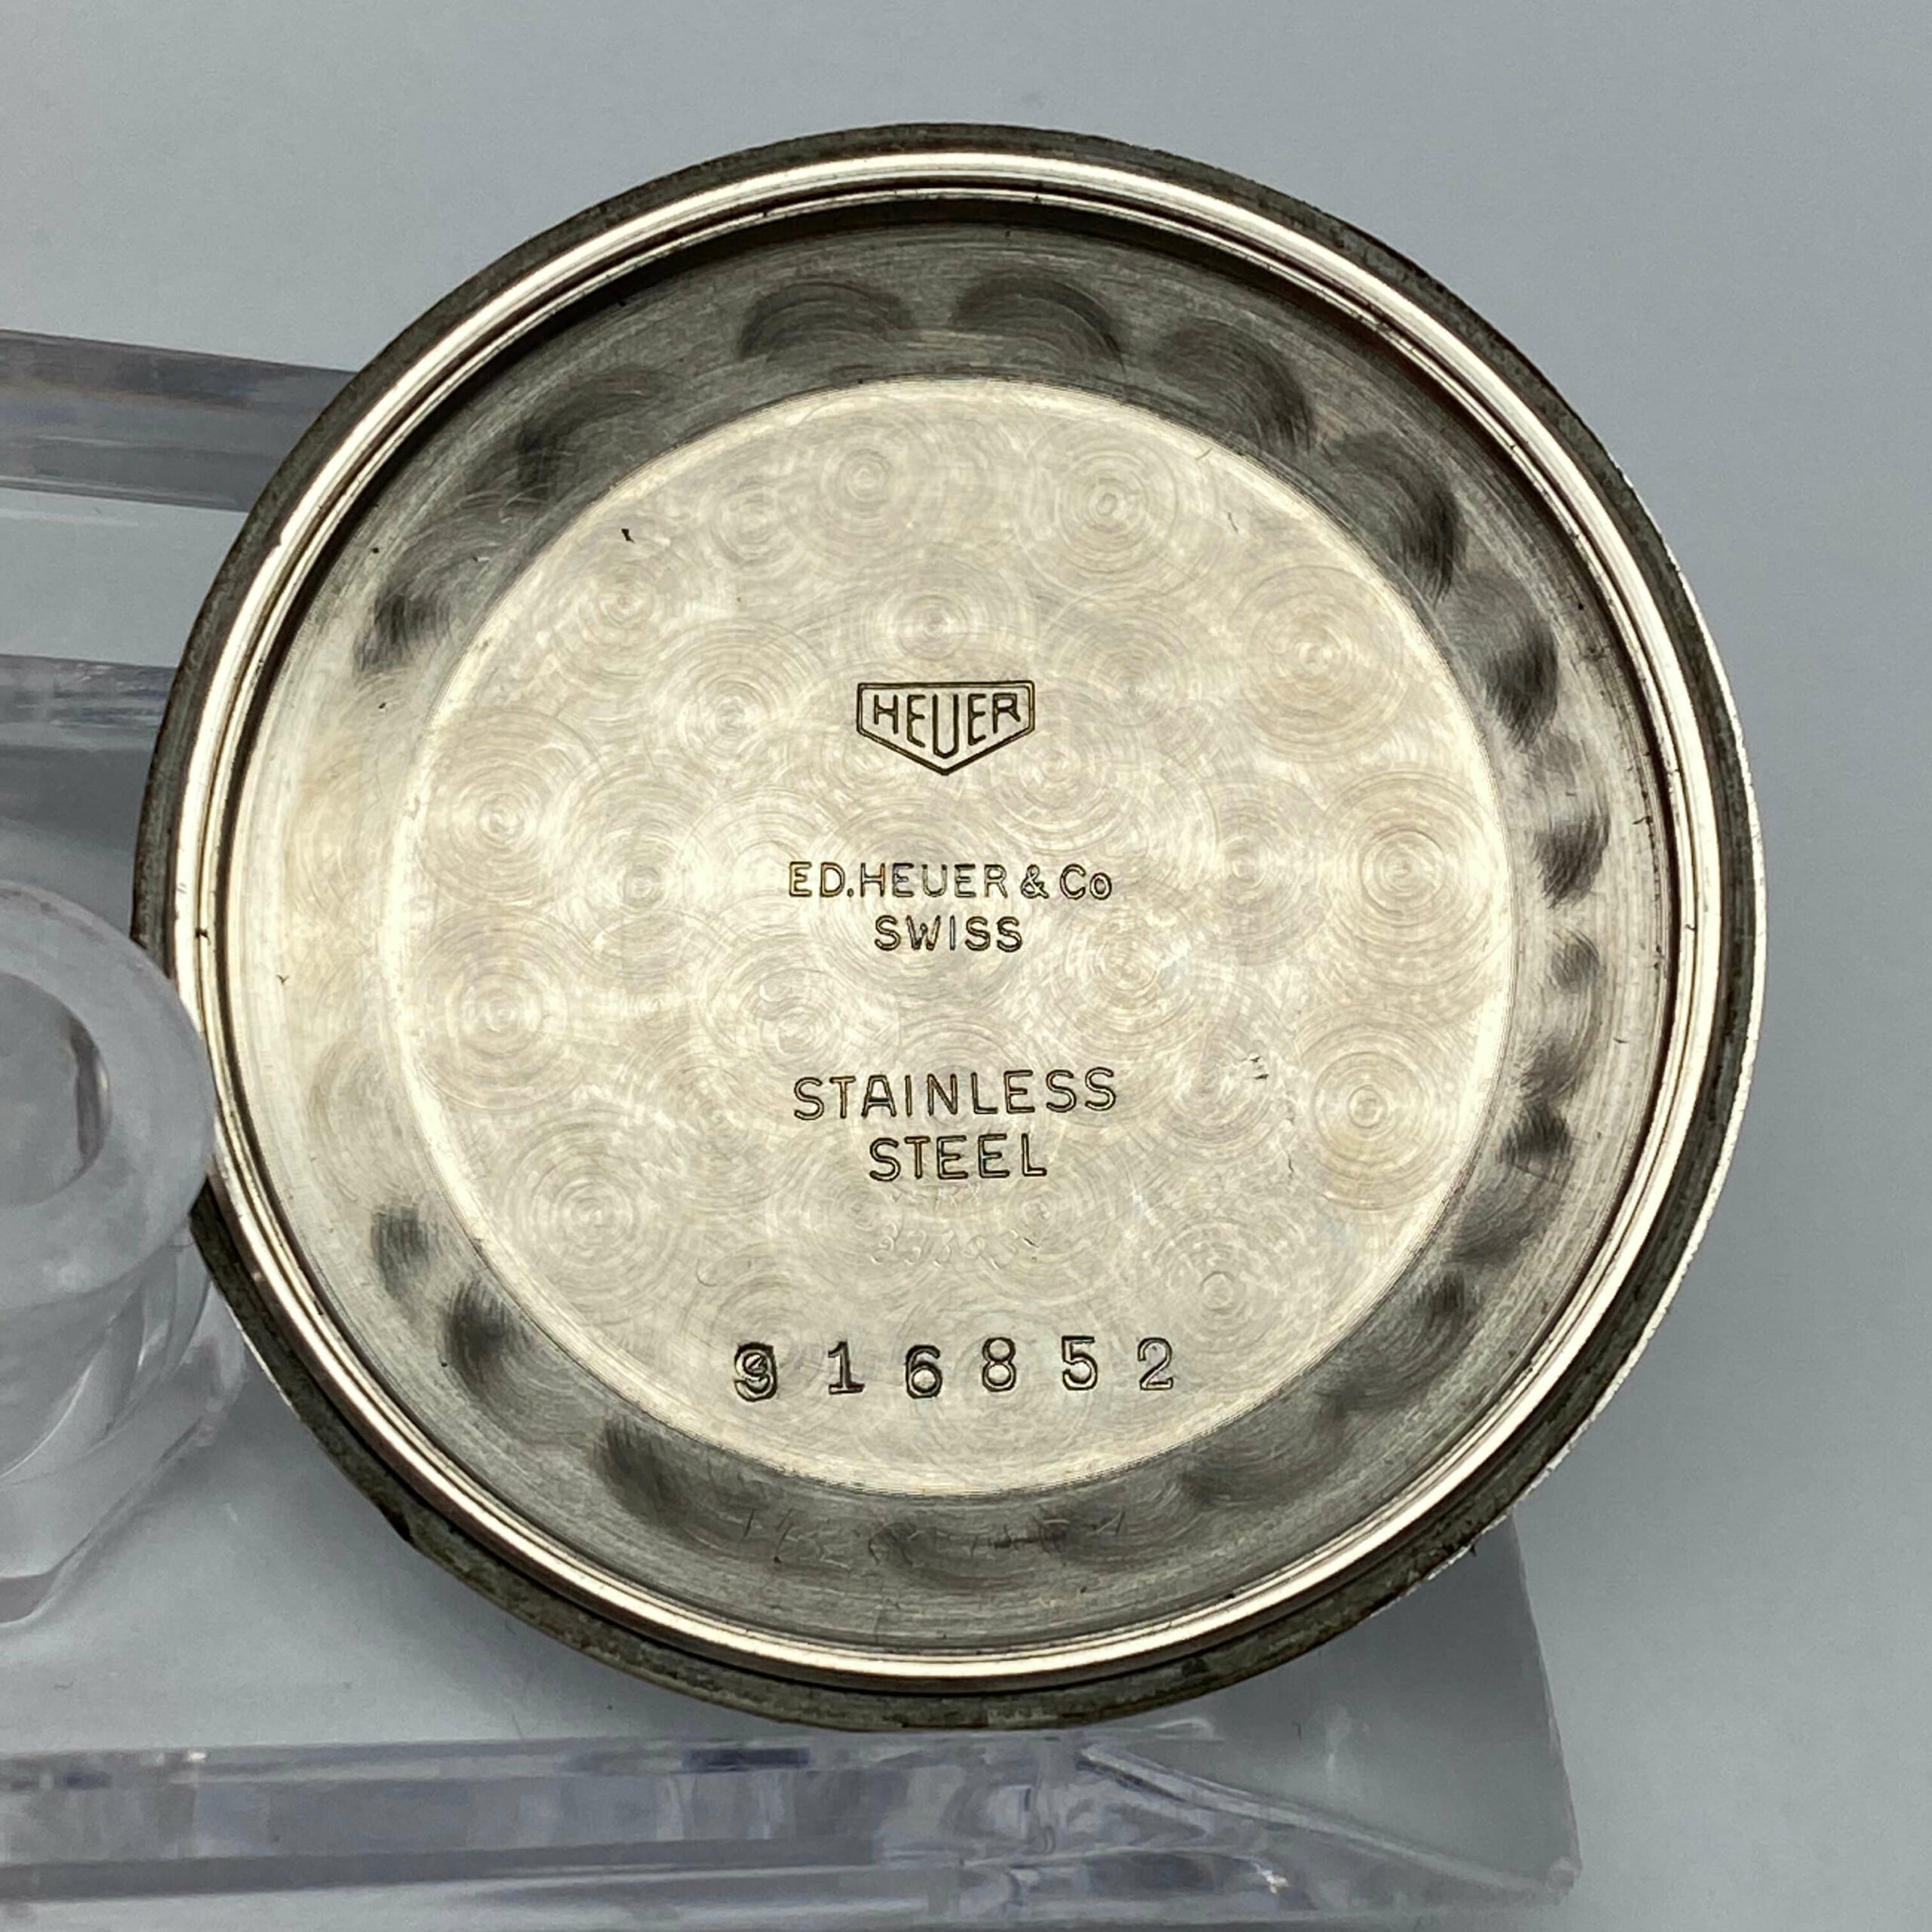 HEUER
ED.HEUER & Co
SWISS
STAINLESS
STEEL
916852